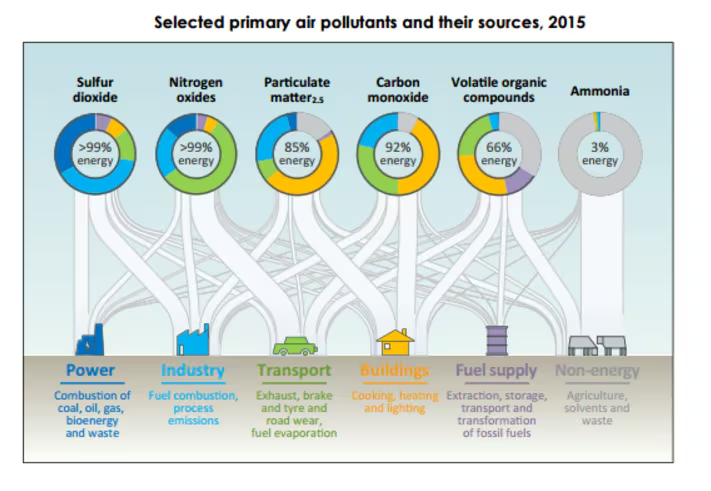 Selected primary air pollutants and their sources, 2015
Sulfur
dioxide
Nitrogen
oxides
Particulate
matter2.5
Carbon
monoxide
Volatile organic
compounds
Ammonia
>99%
energy
>99%
energy
85%
energy
92%
energy
66%
energy
3%
energy
Power
Combustion of
coal, oil, gas,
bioenergy
and waste
Industry
Fuel combustion,
process
emissions
Transport
Exhaust, brake
and tyre and
road wear,
fuel evaporation
Buildings
Cooking, heating
and lighting
Fuel supply
Extraction, storage,
transport and
transformation
of fossil fuels
Non-energy
Agriculture,
solvents and
waste